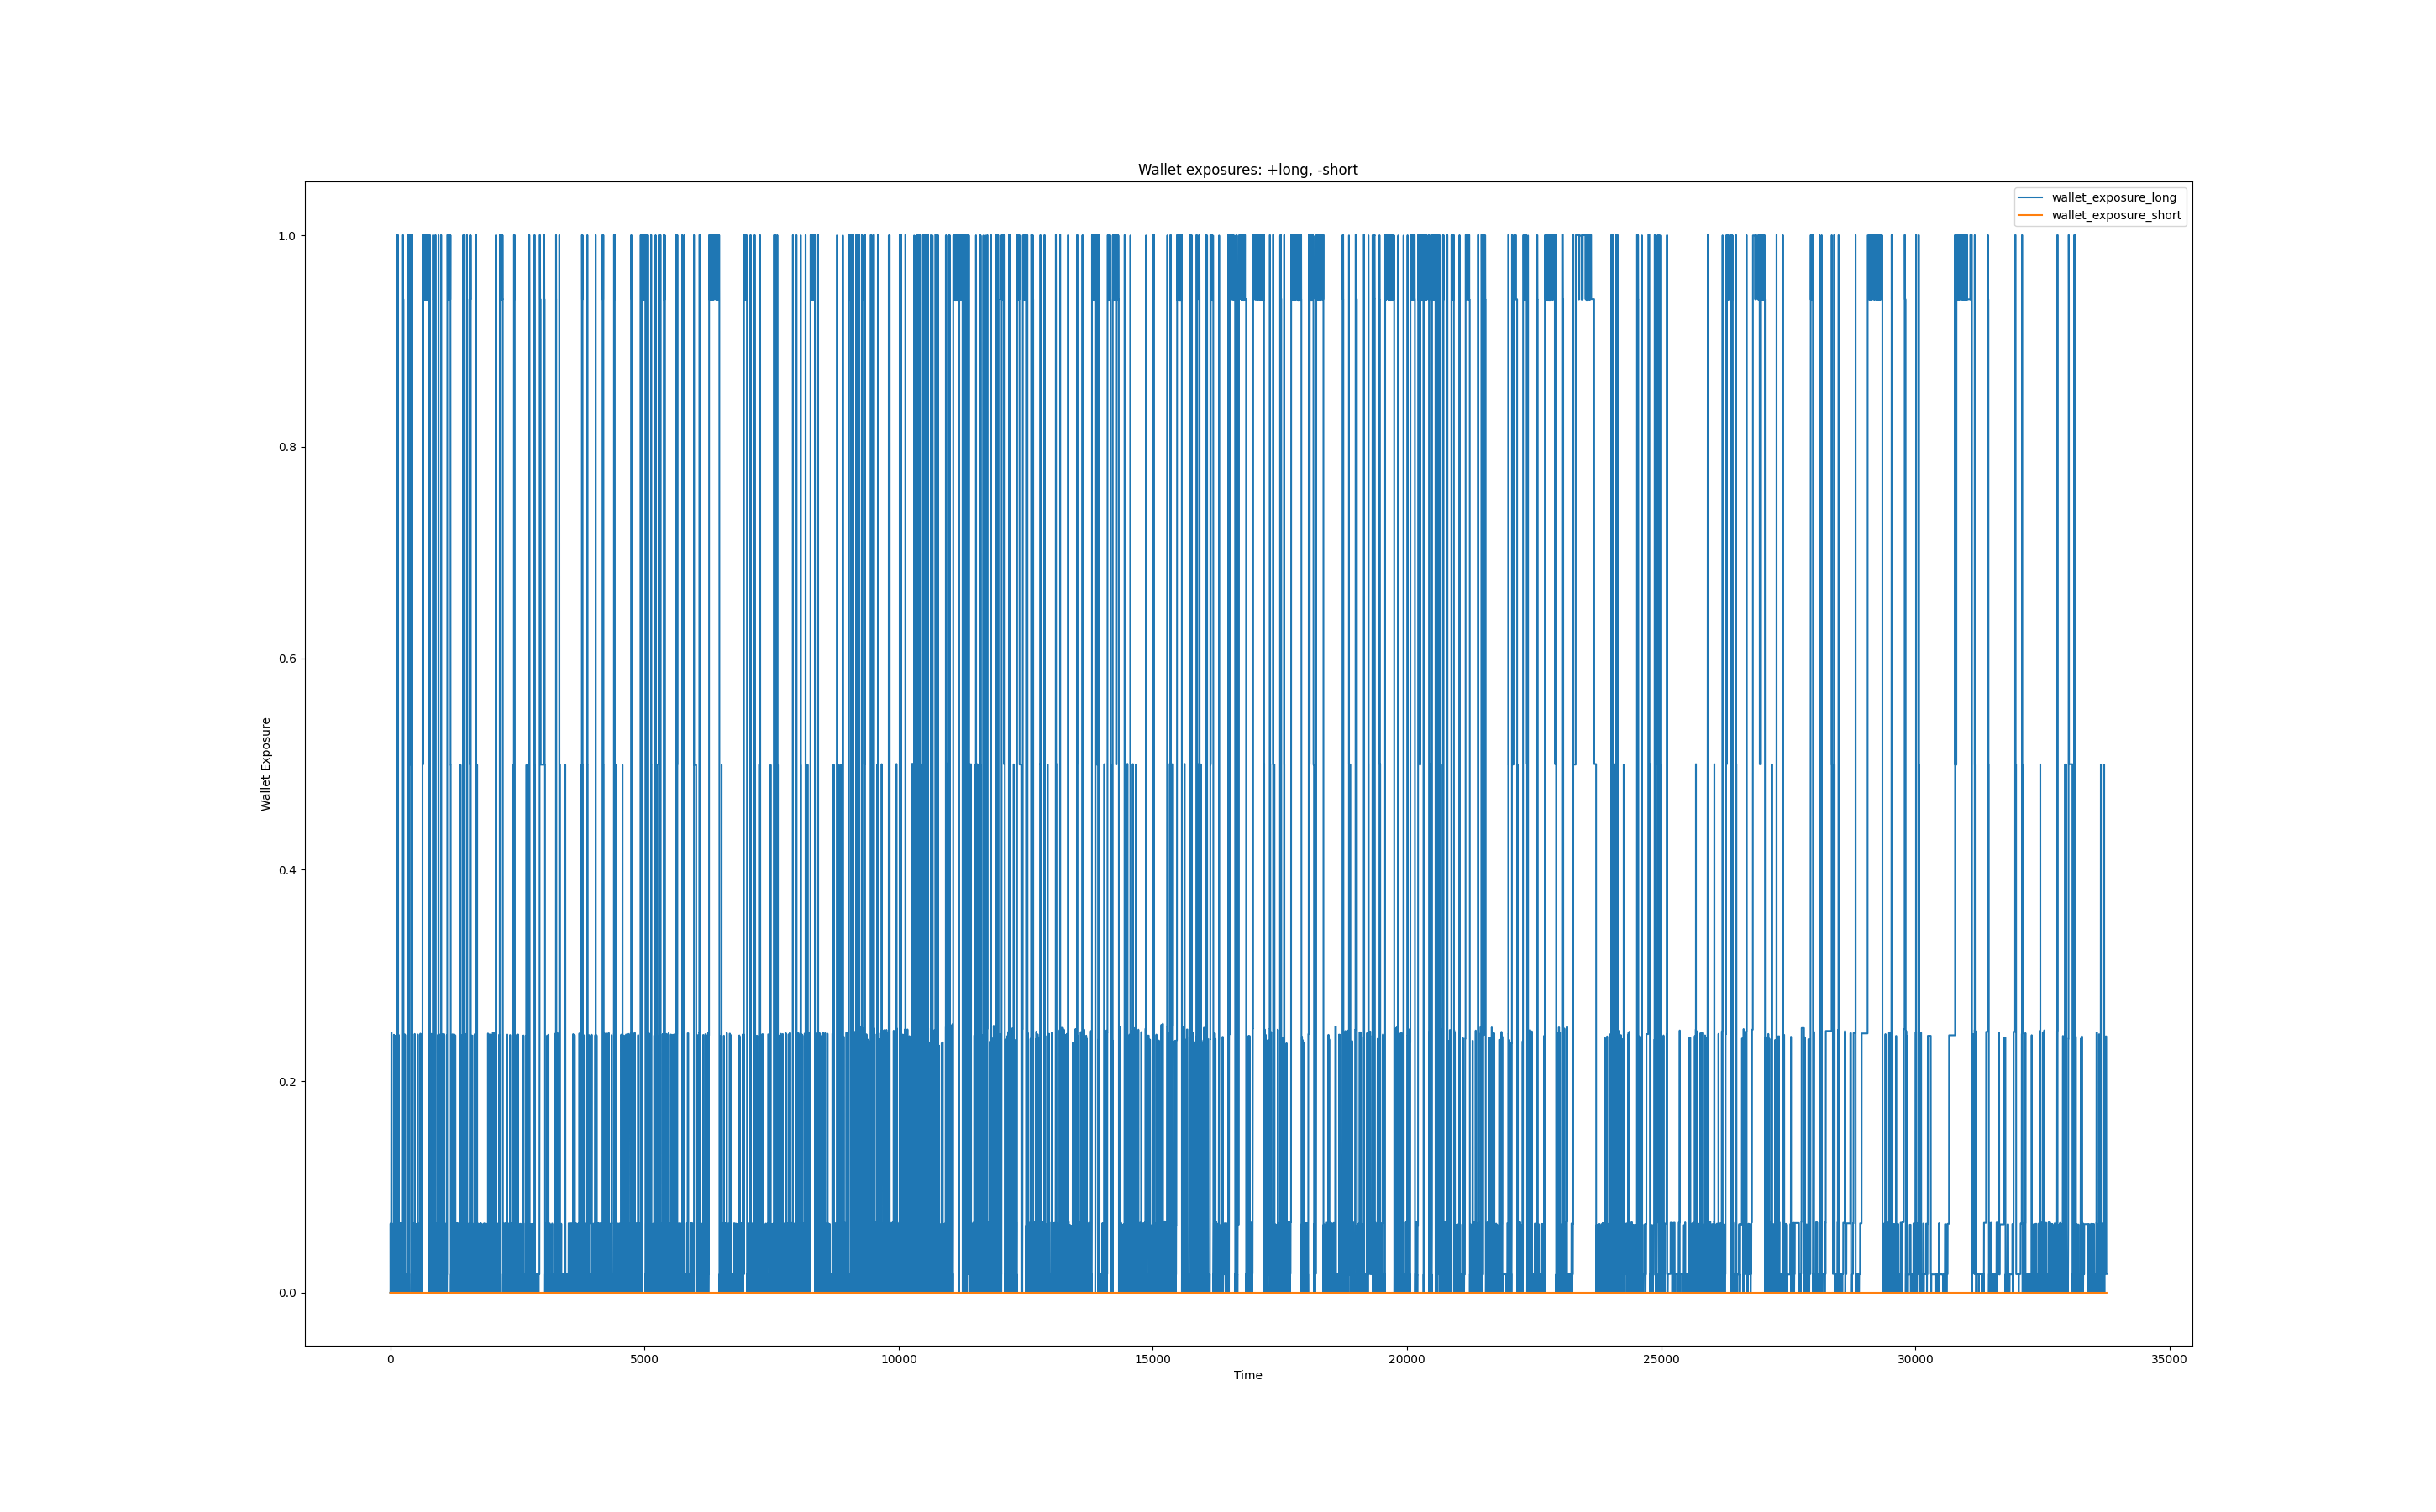 Wallet exposures: +long, -short
wallet_exposure_long
wallet_exposure_short
1.0
0.8
0.6
0.4
0.2
0.0
Wallet Exposure
0 5000 10000 15000 20000 25000 30000 35000
Time